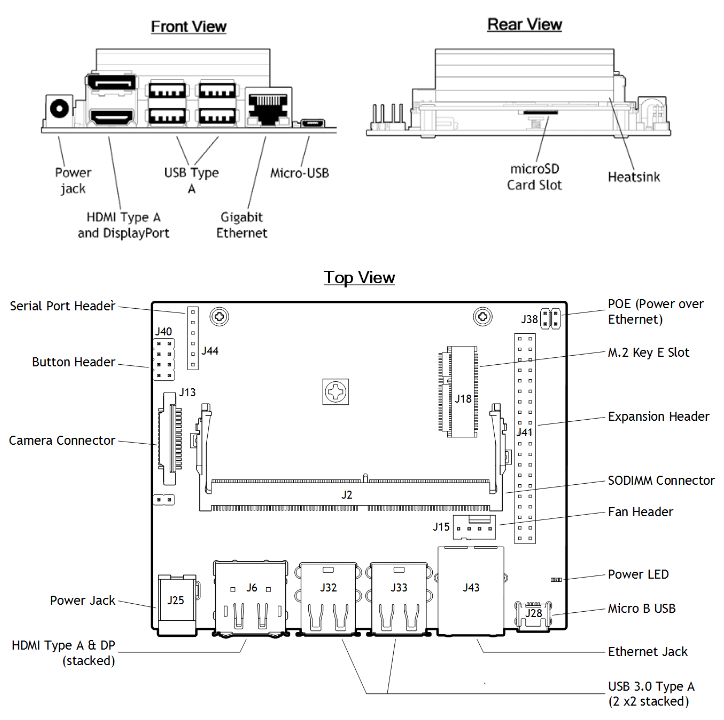 Front View
Rear View
Power
jack
USB Type
A
Micro-USB
HDMI Type A
and DisplayPort
Gigabit
Ethernet
microSD
Card Slot
Heatsink
Top View
Serial Port Header
J40
J44
Button Header
J13
Camera Connector
J38
POE (Power over
Ethernet)
M.2 Key E Slot
J18
Expansion Header
J41
SODIMM Connector
J2
Fan Header
J15
Power LED
J25
J6
J32
J33
J43
J28
Power Jack
Micro B USB
HDMI Type A & DP
(stacked)
Ethernet Jack
USB 3.0 Type A
(2 x2 stacked)